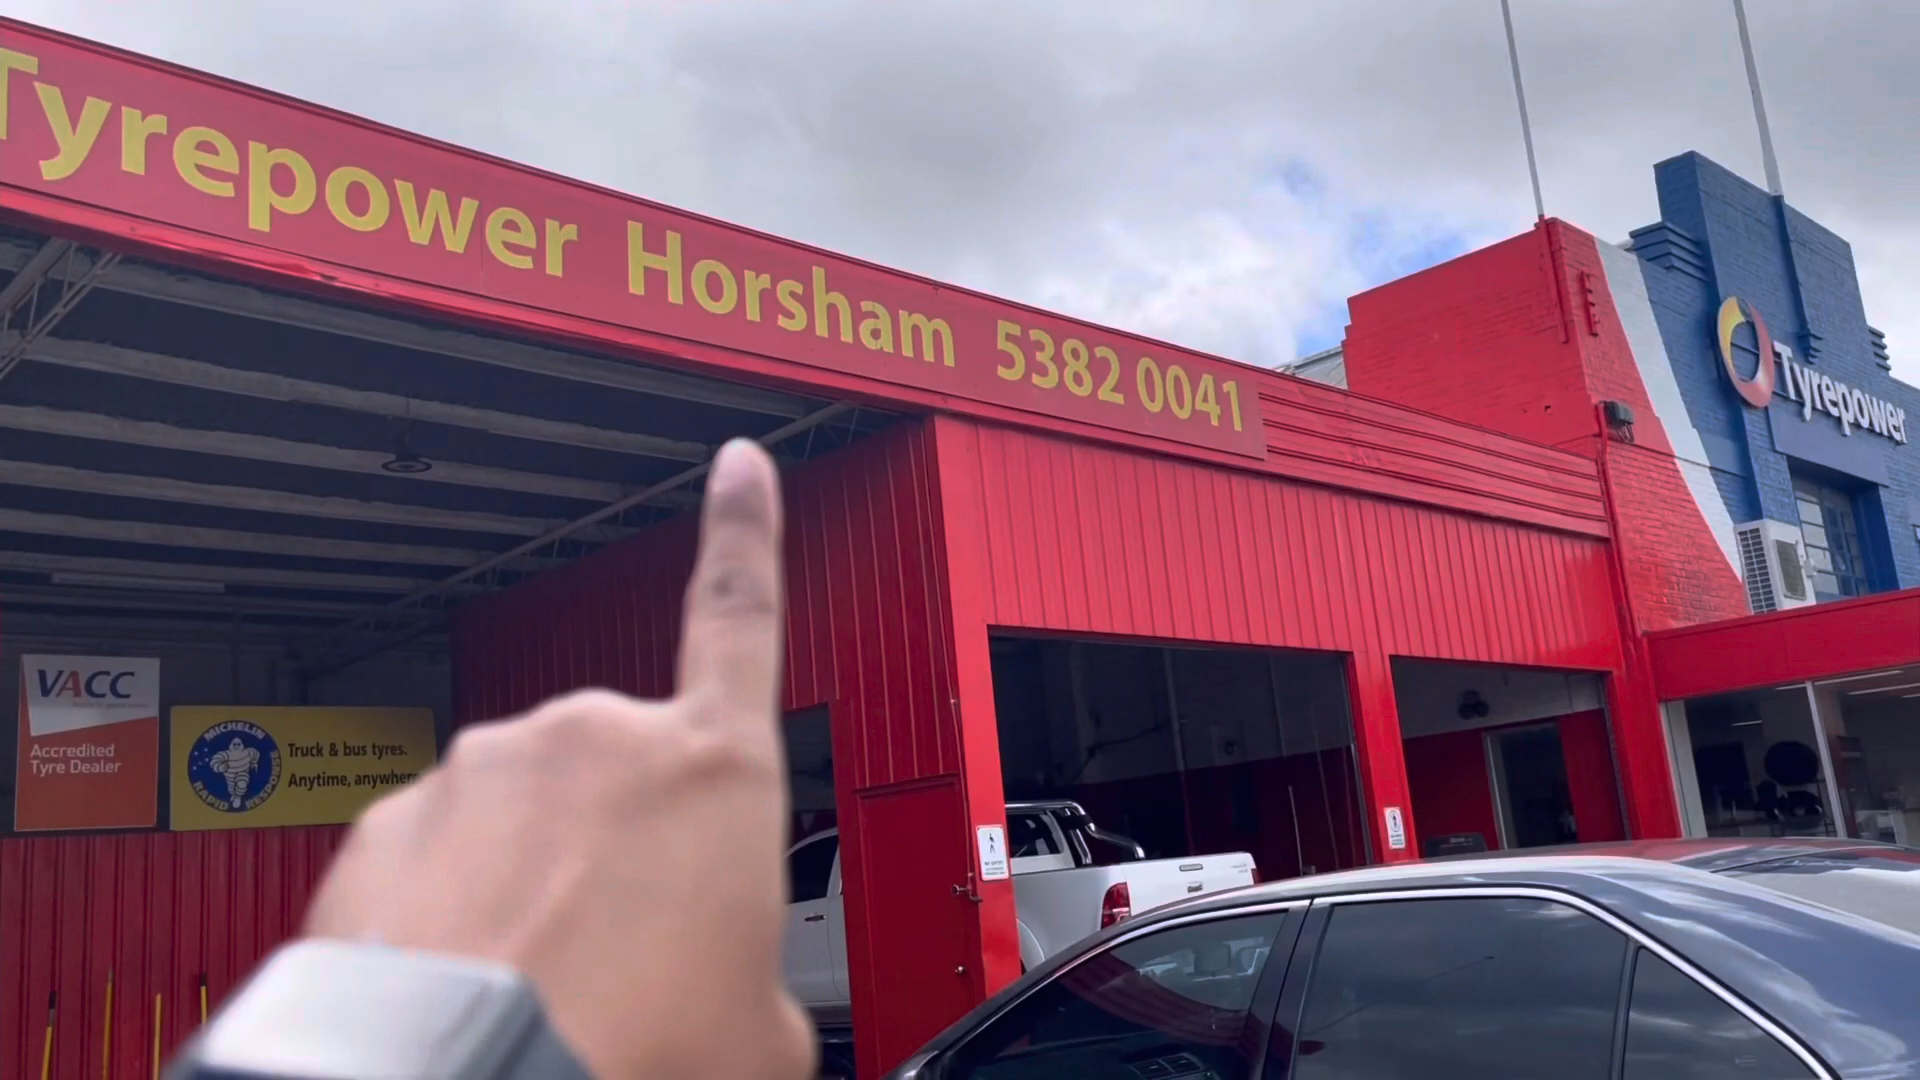 Tyrepower Horsham 5382 0041
Tyrepower
VACC
Accredited
Tyre Dealer
MICHELIN
RAPID RESPONSE
Truck & bus tyres.
Anytime, anywhere